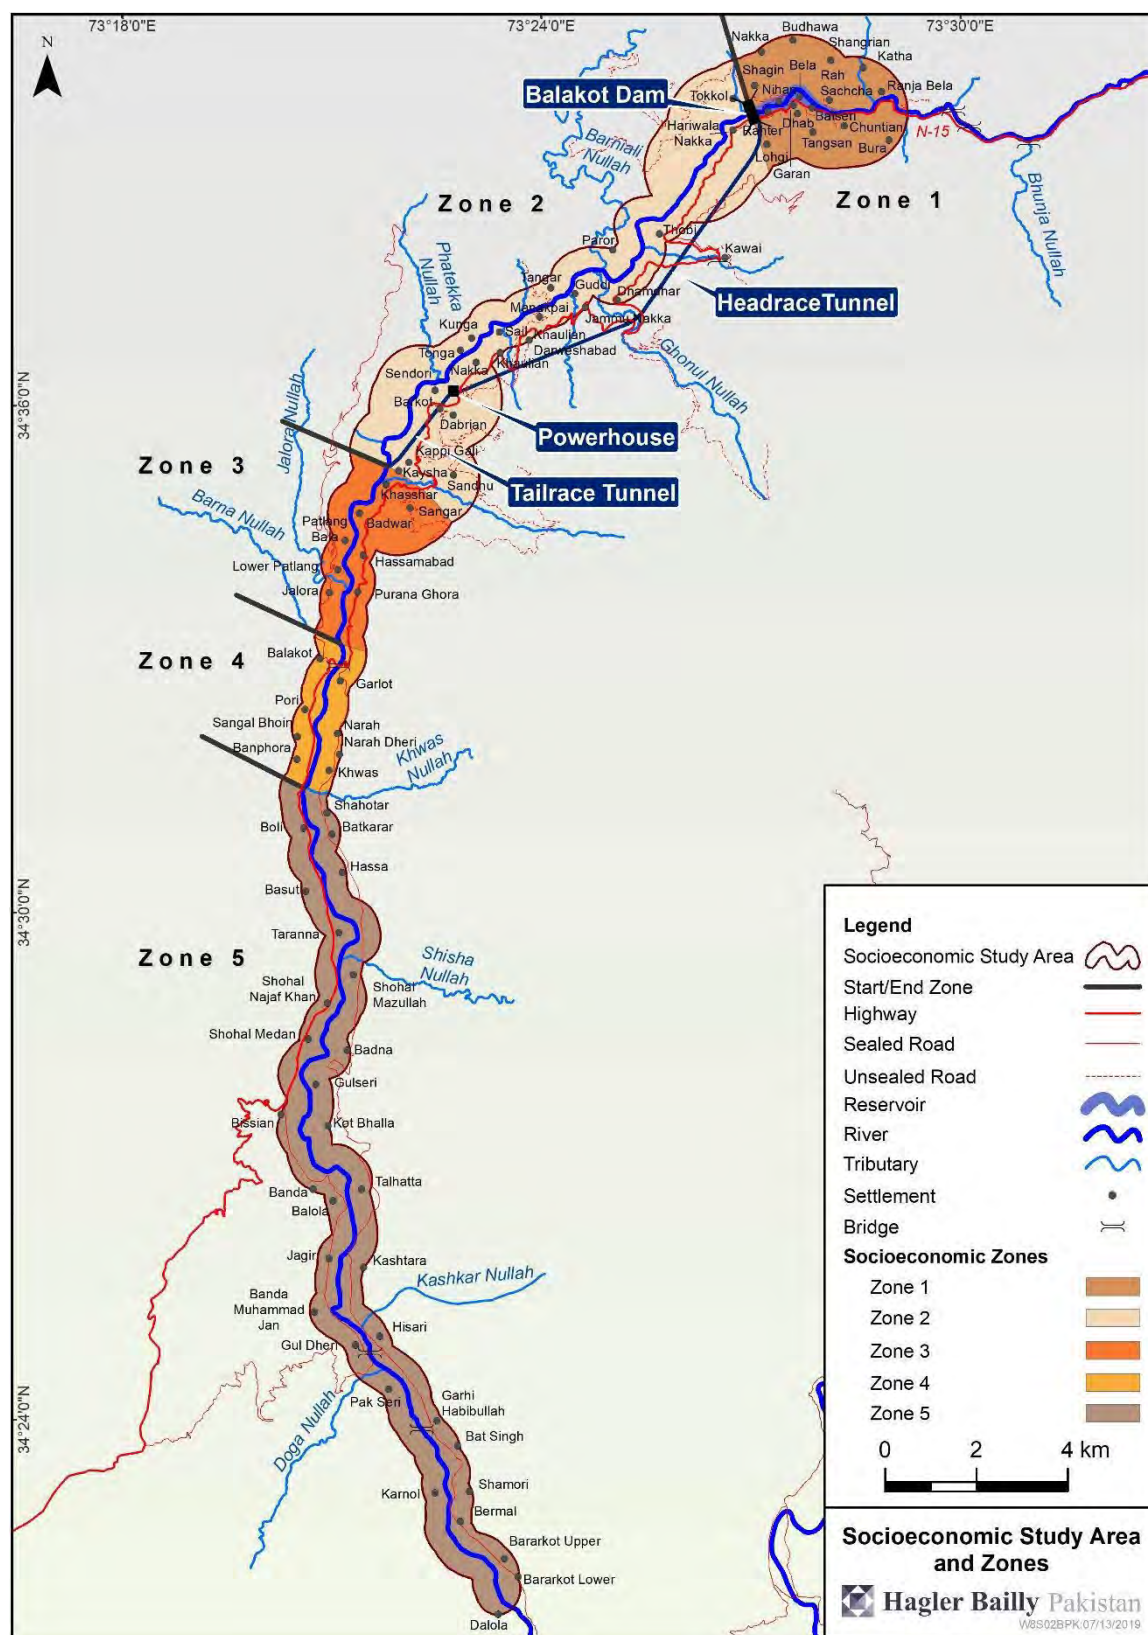 73°18'0"E
73°24'0"E
73°30'0"E
N
Budhawa
Nakka
Shangrian
Katha
Shagin
Bela
Rah
Ranja Bela
Tokkol
Nihan
Sachcha
Balakot Dam
Hariwala
Nakka
Ranter
Dhab
Balseri
Chuntian
N-15
Tangsan
Bura
Lohgi
Garan
Barniali
Nullah
Zone 2
Zone 1
Bhunja Nullah
Thobi
Paror
Kawai
Phatekka
Nullah
Tangar
Guddi
Dhamdhar
HeadraceTunnel
Manakpai
Jammu Nakka
Kunga
Sail
Khaulian
Darweshabad
Tonga
Nakka
Khaulian
Ghonul Nullah
Sendori
34°36'0"N
Barkot
Dabrian
Powerhouse
Jalora Nullah
Zone 3
Kappi Gali
Kaysha
Sandhu
Tailrace Tunnel
Khasshar
Barna Nullah
Sangar
Patlang
Bala
Badwar
Lower Patlang
Hassamabad
Jalora
Purana Ghora
Zone 4
Balakot
Garlot
Pori
Sangal Bhoin
Narah
Banphora
Narah Dheri
Khwas
Nullah
Khwas
Shahotar
Boli
Batkarar
Hassa
Basut
34°30'0"N
Taranna
Zone 5
Shisha
Nullah
Shohal
Najaf Khan
Shohal
Mazullah
Shohal Medan
Badna
Gulseri
Bissian
Kot Bhalla
Banda
Talhatta
Balola
Jagir
Kashtara
Kashkar Nullah
Banda
Muhammad
Jan
Hisari
Gul Dheri
34°24'0"N
Pak Seri
Garhi
Habibullah
Doga Nullah
Bat Singh
Karnol
Shamori
Bermal
Bararkot Upper
Bararkot Lower
Dalola
Legend
Socioeconomic Study Area
Start/End Zone
Highway
Sealed Road
Unsealed Road
Reservoir
River
Tributary
Settlement
Bridge
Socioeconomic Zones
Zone 1
Zone 2
Zone 3
Zone 4
Zone 5
0 2 4 km
Socioeconomic Study Area
and Zones
Hagler Bailly Pakistan
W8S02BPK:07/13/2019